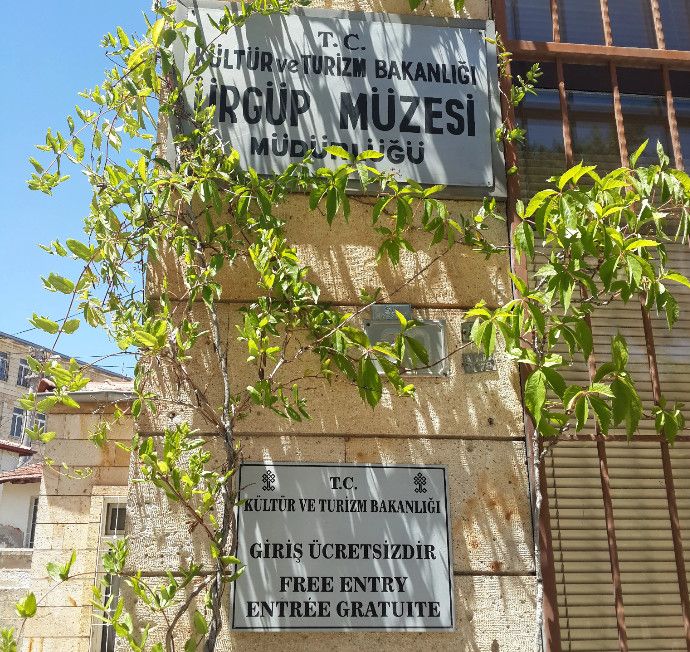 T.C.
KÜLTÜR ve TURİZM BAKANLIĞI
ÜRGÜP MÜZESİ
MÜDÜRLÜĞÜ
T.C.
KÜLTÜR VE TURİZM BAKANLIĞI
GİRİŞ ÜCRETSİZDİR
FREE ENTRY
ENTRÉE GRATUITE